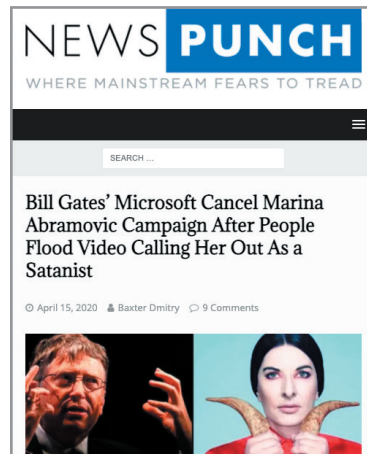 NEWS PUNCH
WHERE MAINSTREAM FEARS TO TREAD
SEARCH ...
Bill Gates’ Microsoft Cancel Marina
Abramovic Campaign After People
Flood Video Calling Her Out As a
Satanist
April 15, 2020 Baxter Dmitry 9 Comments